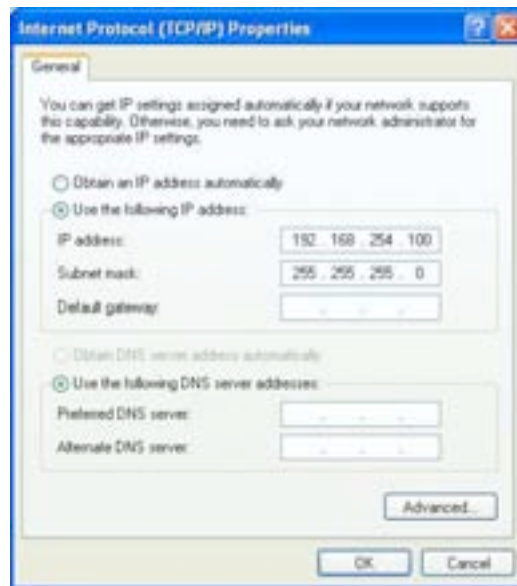 Internet Protocol (TCP/IP) Properties
General
You can get IP settings assigned automatically if your network supports
this capability. Otherwise, you need to ask your network administrator for
the appropriate IP settings.
Obtain an IP address automatically
Use the following IP address:
IP address: 192 . 168 . 254 . 100
Subnet mask: 255 . 255 . 255 . 0
Default gateway: . . .
Obtain DNS server address automatically
Use the following DNS server addresses:
Preferred DNS server: . . .
Alternate DNS server: . . .
Advanced...
OK Cancel